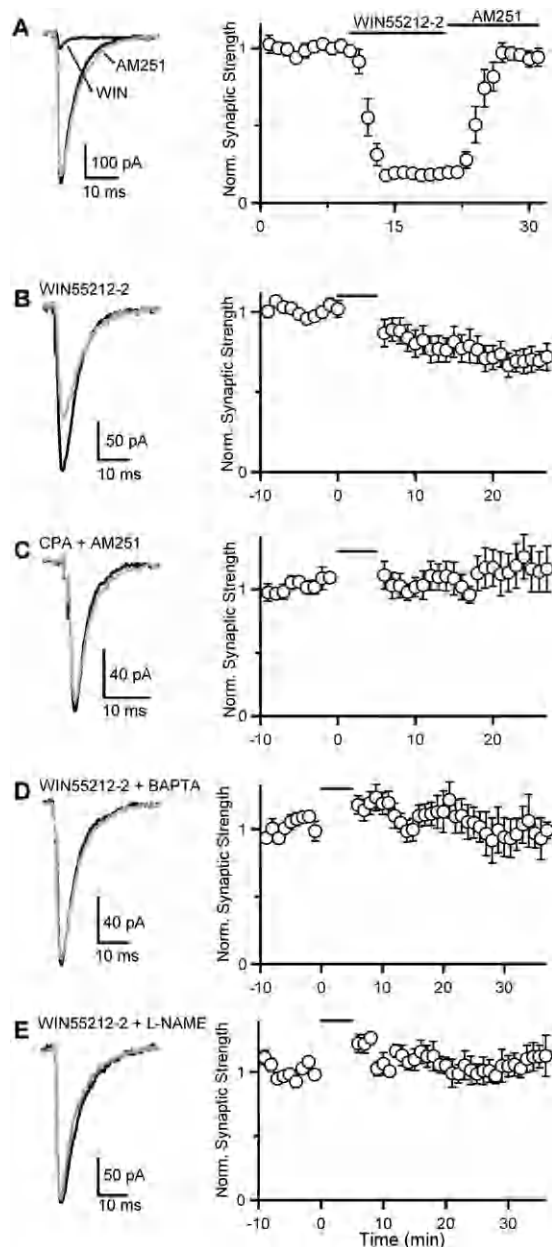 A
WIN
AM251
100 pA
10 ms
WIN55212-2
AM251
Norm. Synaptic Strength
1
0
0
15
30
B
WIN55212-2
50 pA
10 ms
Norm. Synaptic Strength
1
0
-10
0
10
20
C
CPA + AM251
40 pA
10 ms
Norm. Synaptic Strength
1
0
-10
0
10
20
D
WIN55212-2 + BAPTA
40 pA
10 ms
Norm. Synaptic Strength
1
0
-10
0
10
20
30
E
WIN55212-2 + L-NAME
50 pA
10 ms
Norm. Synaptic Strength
1
0
-10
0
10
20
30
Time (min)